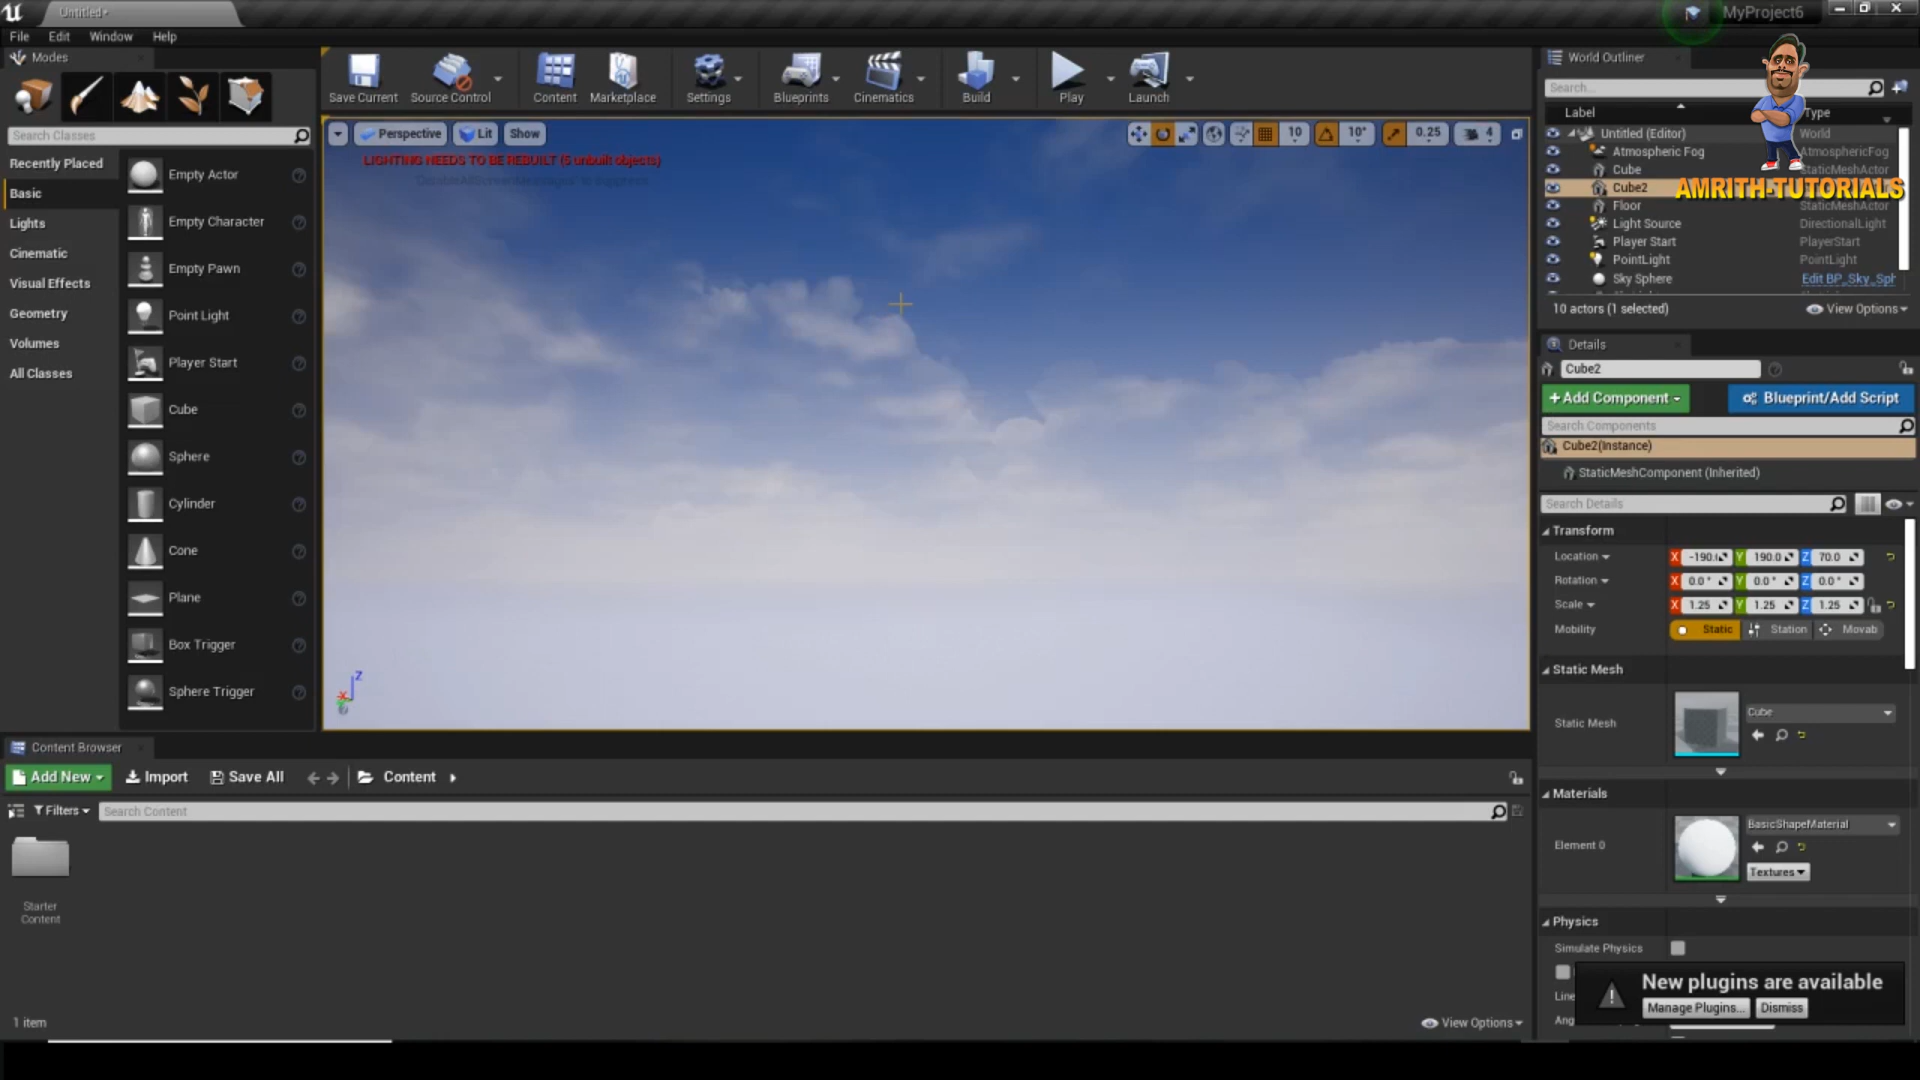 Untitled*
MyProject6
File Edit Window Help
Modes
Save Current
Source Control
Content
Marketplace
Settings
Blueprints
Cinematics
Build
Play
Launch
Search Classes
Recently Placed
Basic
Lights
Cinematic
Visual Effects
Geometry
Volumes
All Classes
Empty Actor
Empty Character
Empty Pawn
Point Light
Player Start
Cube
Sphere
Cylinder
Cone
Plane
Box Trigger
Sphere Trigger
Perspective Lit Show
10 10° 0.25 4
LIGHTING NEEDS TO BE REBUILT (5 unbuilt objects)
'DisableAllScreenMessages' to suppress
Z
World Outliner
Search...
Label Type
Untitled (Editor) World
Atmospheric Fog AtmosphericFog
Cube StaticMeshActor
Cube2
AMRITH-TUTORIALS
Floor StaticMeshActor
Light Source DirectionalLight
Player Start PlayerStart
PointLight PointLight
Sky Sphere Edit BP_Sky_Sph
10 actors (1 selected) View Options
Details
Cube2
+Add Component Blueprint/Add Script
Search Components
Cube2(Instance)
StaticMeshComponent (Inherited)
Search Details
Transform
Location X -190.( Y 190.0 Z 70.0
Rotation X 0.0 ° Y 0.0 ° Z 0.0 °
Scale X 1.25 Y 1.25 Z 1.25
Mobility Static Station Movab
Static Mesh
Static Mesh Cube
Materials
Element 0 BasicShapeMaterial
Textures
Physics
Simulate Physics
Line
Ang
New plugins are available
Manage Plugins... Dismiss
Content Browser
Add New Import Save All Content
Filters Search Content
Starter
Content
1 item View Options